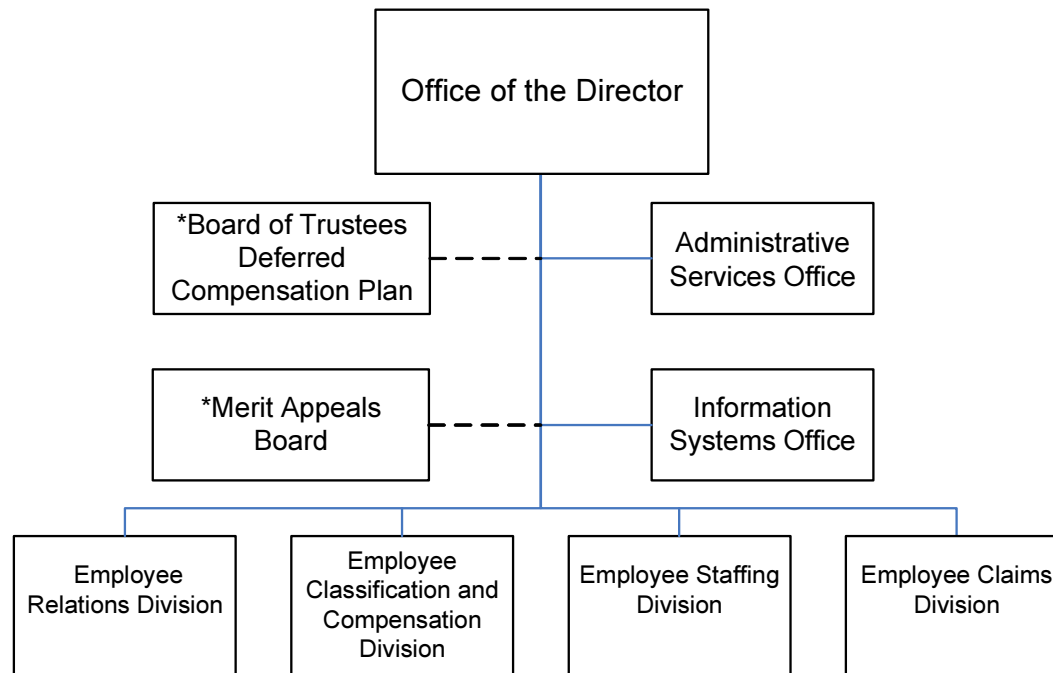 Office of the Director
*Board of Trustees
Deferred
Compensation Plan
Administrative
Services Office
*Merit Appeals
Board
Information
Systems Office
Employee
Relations Division
Employee
Classification and
Compensation
Division
Employee Staffing
Division
Employee Claims
Division